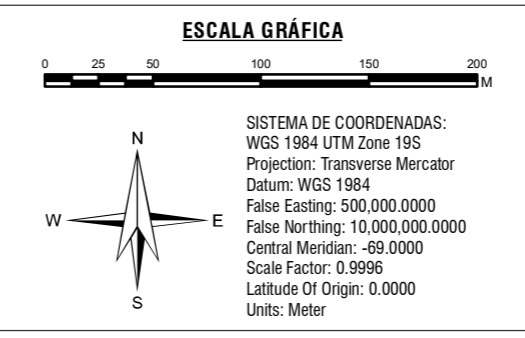 ESCALA GRÁFICA
0 25 50 100 150 200
M
N
W E
S
SISTEMA DE COORDENADAS:
WGS 1984 UTM Zone 19S
Projection: Transverse Mercator
Datum: WGS 1984
False Easting: 500,000.0000
False Northing: 10,000,000.0000
Central Meridian: -69.0000
Scale Factor: 0.9996
Latitude Of Origin: 0.0000
Units: Meter